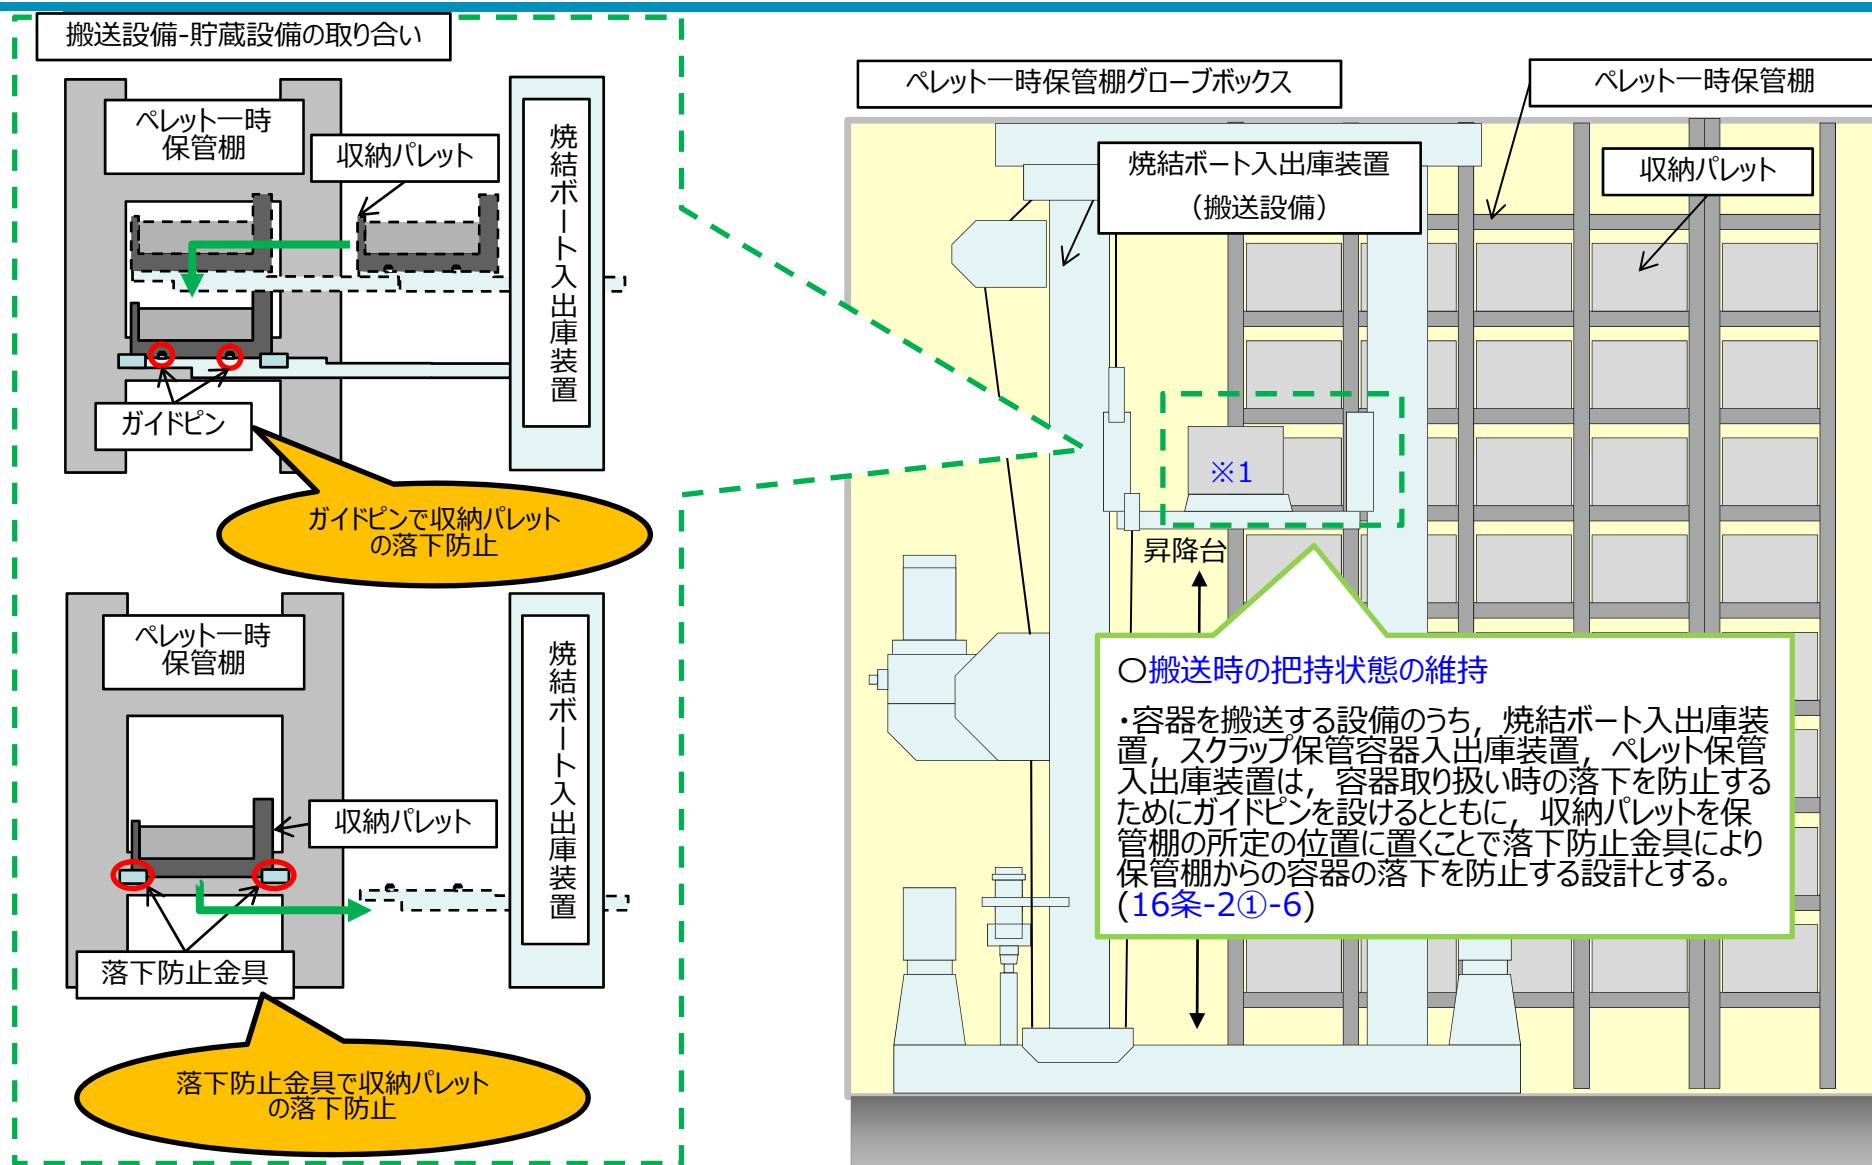 搬送設備-貯蔵設備の取り合い
ペレット一時
保管棚
収納パレット
焼結ボート入出庫装置
ガイドピン
ガイドピンで収納パレット
の落下防止
ペレット一時
保管棚
収納パレット
焼結ボート入出庫装置
落下防止金具
落下防止金具で収納パレット
の落下防止
ペレット一時保管棚グローブボックス
ペレット一時保管棚
焼結ボート入出庫装置
（搬送設備）
収納パレット
※1
昇降台
○搬送時の把持状態の維持
・容器を搬送する設備のうち，焼結ボート入出庫装
置，スクラップ保管容器入出庫装置，ペレット保管
入出庫装置は，容器取り扱い時の落下を防止する
ためにガイドピンを設けるとともに，収納パレットを保
管棚の所定の位置に置くことで落下防止金具により
保管棚からの容器の落下を防止する設計とする。
(16条-2①-6)